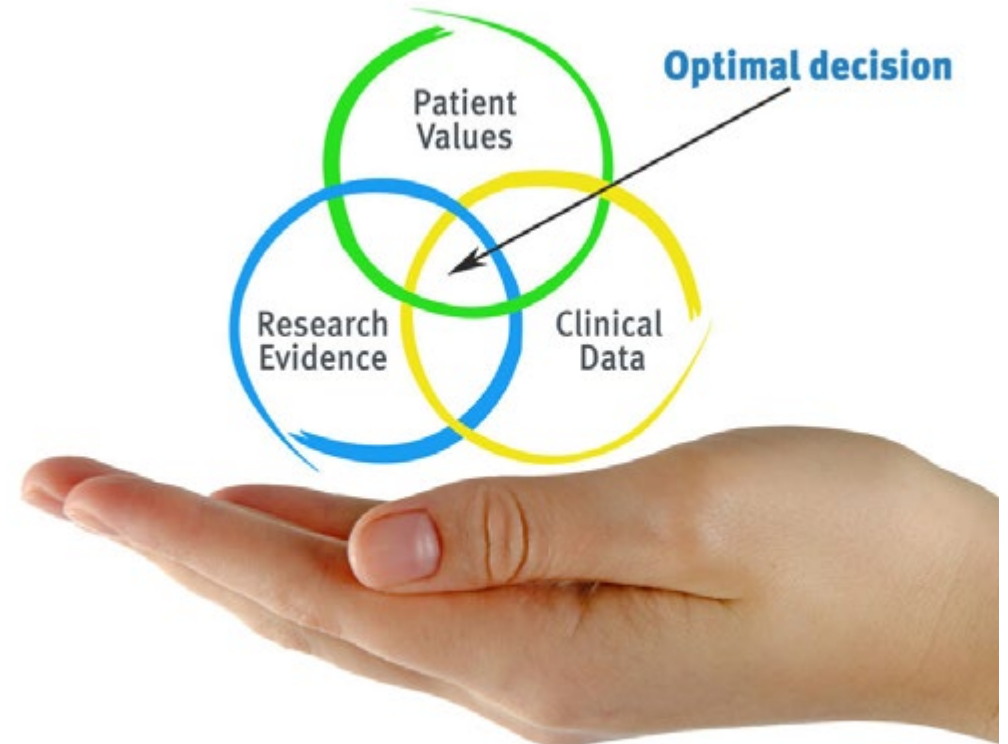 Optimal decision
Patient
Values
Research
Evidence
Clinical
Data